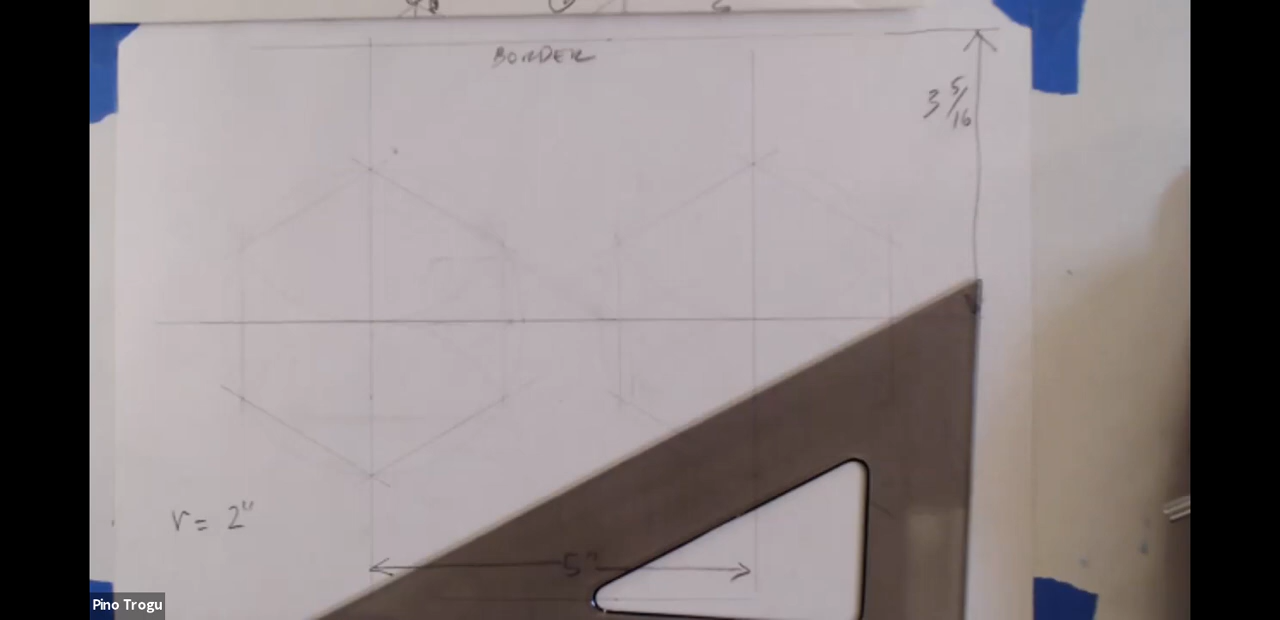 BORDER
3 5/16
r = 2"
5"
Pino Trogu